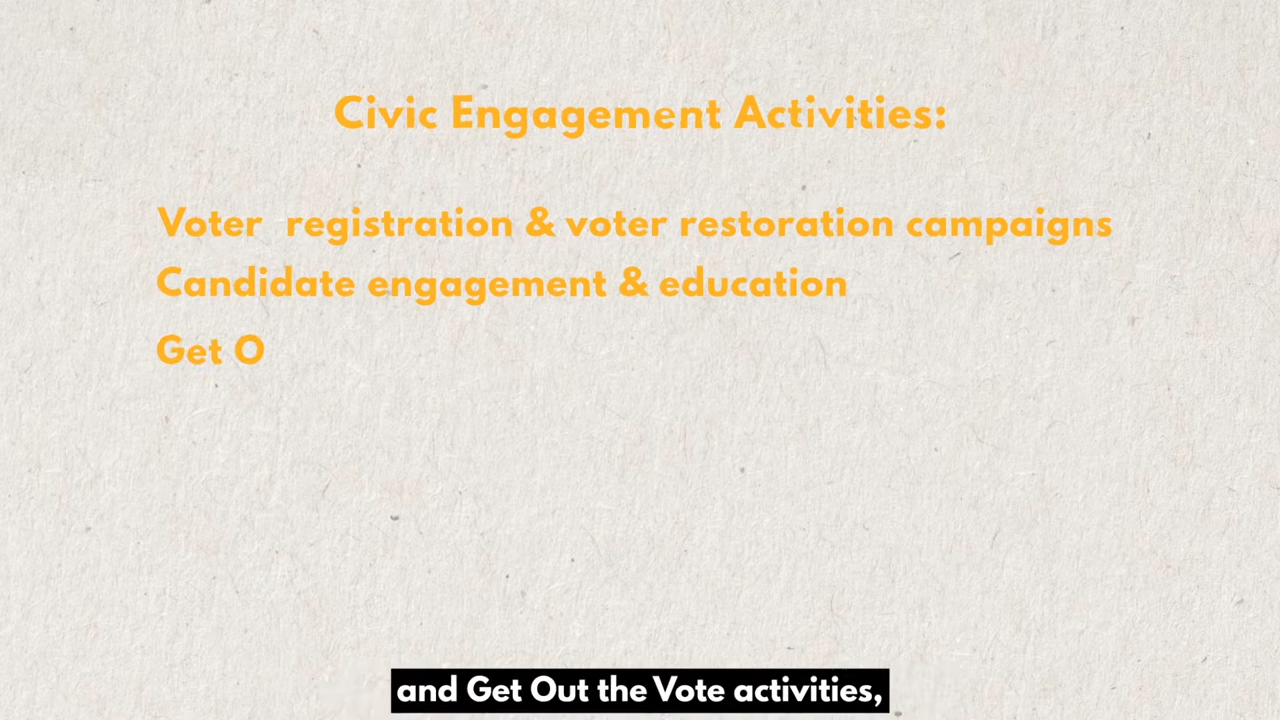 Civic Engagement Activities:
Voter registration & voter restoration campaigns
Candidate engagement & education
Get O
and Get Out the Vote activities,